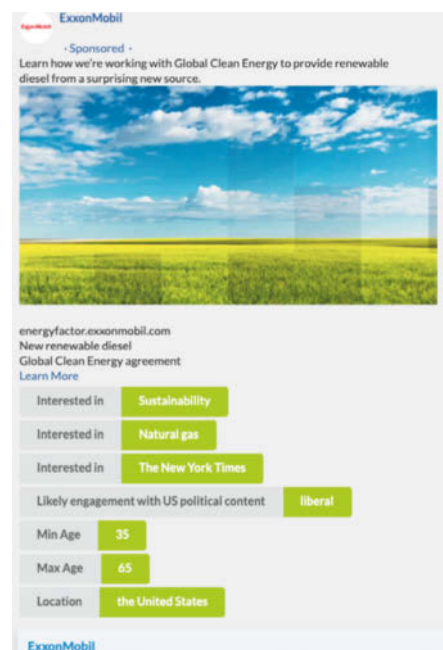 ExxonMobil
ExxonMobil
· Sponsored ·
Learn how we're working with Global Clean Energy to provide renewable
diesel from a surprising new source.
energyfactor.exxonmobil.com
New renewable diesel
Global Clean Energy agreement
Learn More
Interested in Sustainability
Interested in Natural gas
Interested in The New York Times
Likely engagement with US political content liberal
Min Age 35
Max Age 65
Location the United States
ExxonMobil